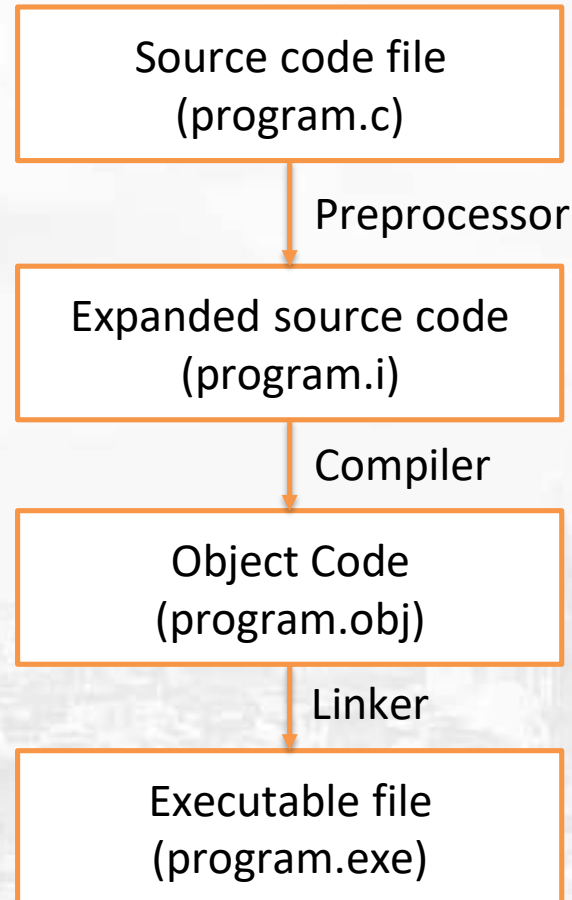 Source code file
(program.c)
Preprocessor
Expanded source code
(program.i)
Compiler
Object Code
(program.obj)
Linker
Executable file
(program.exe)